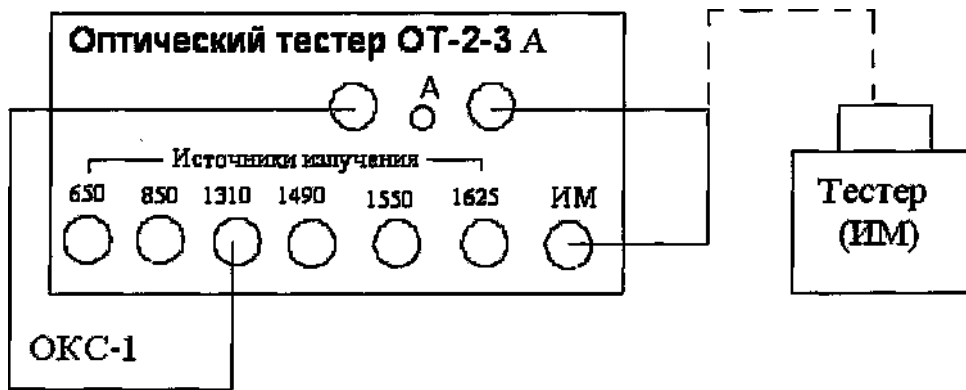 Оптический тестер ОТ-2-3 А
А
Источники излучения
650 850 1310 1490 1550 1625 ИМ
Тестер
(ИМ)
ОКС-1